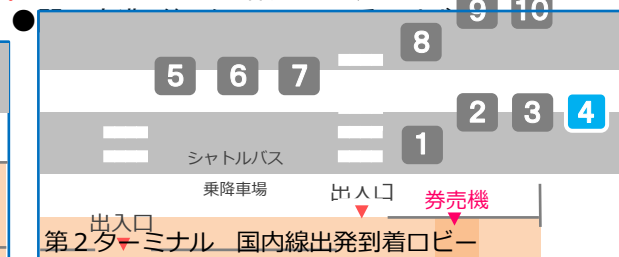 9 10
8
5 6 7
2 3 4
1
シャトルバス
乗降車場
出入口
券売機
出入口
第２ターミナル 国内線出発到着ロビー